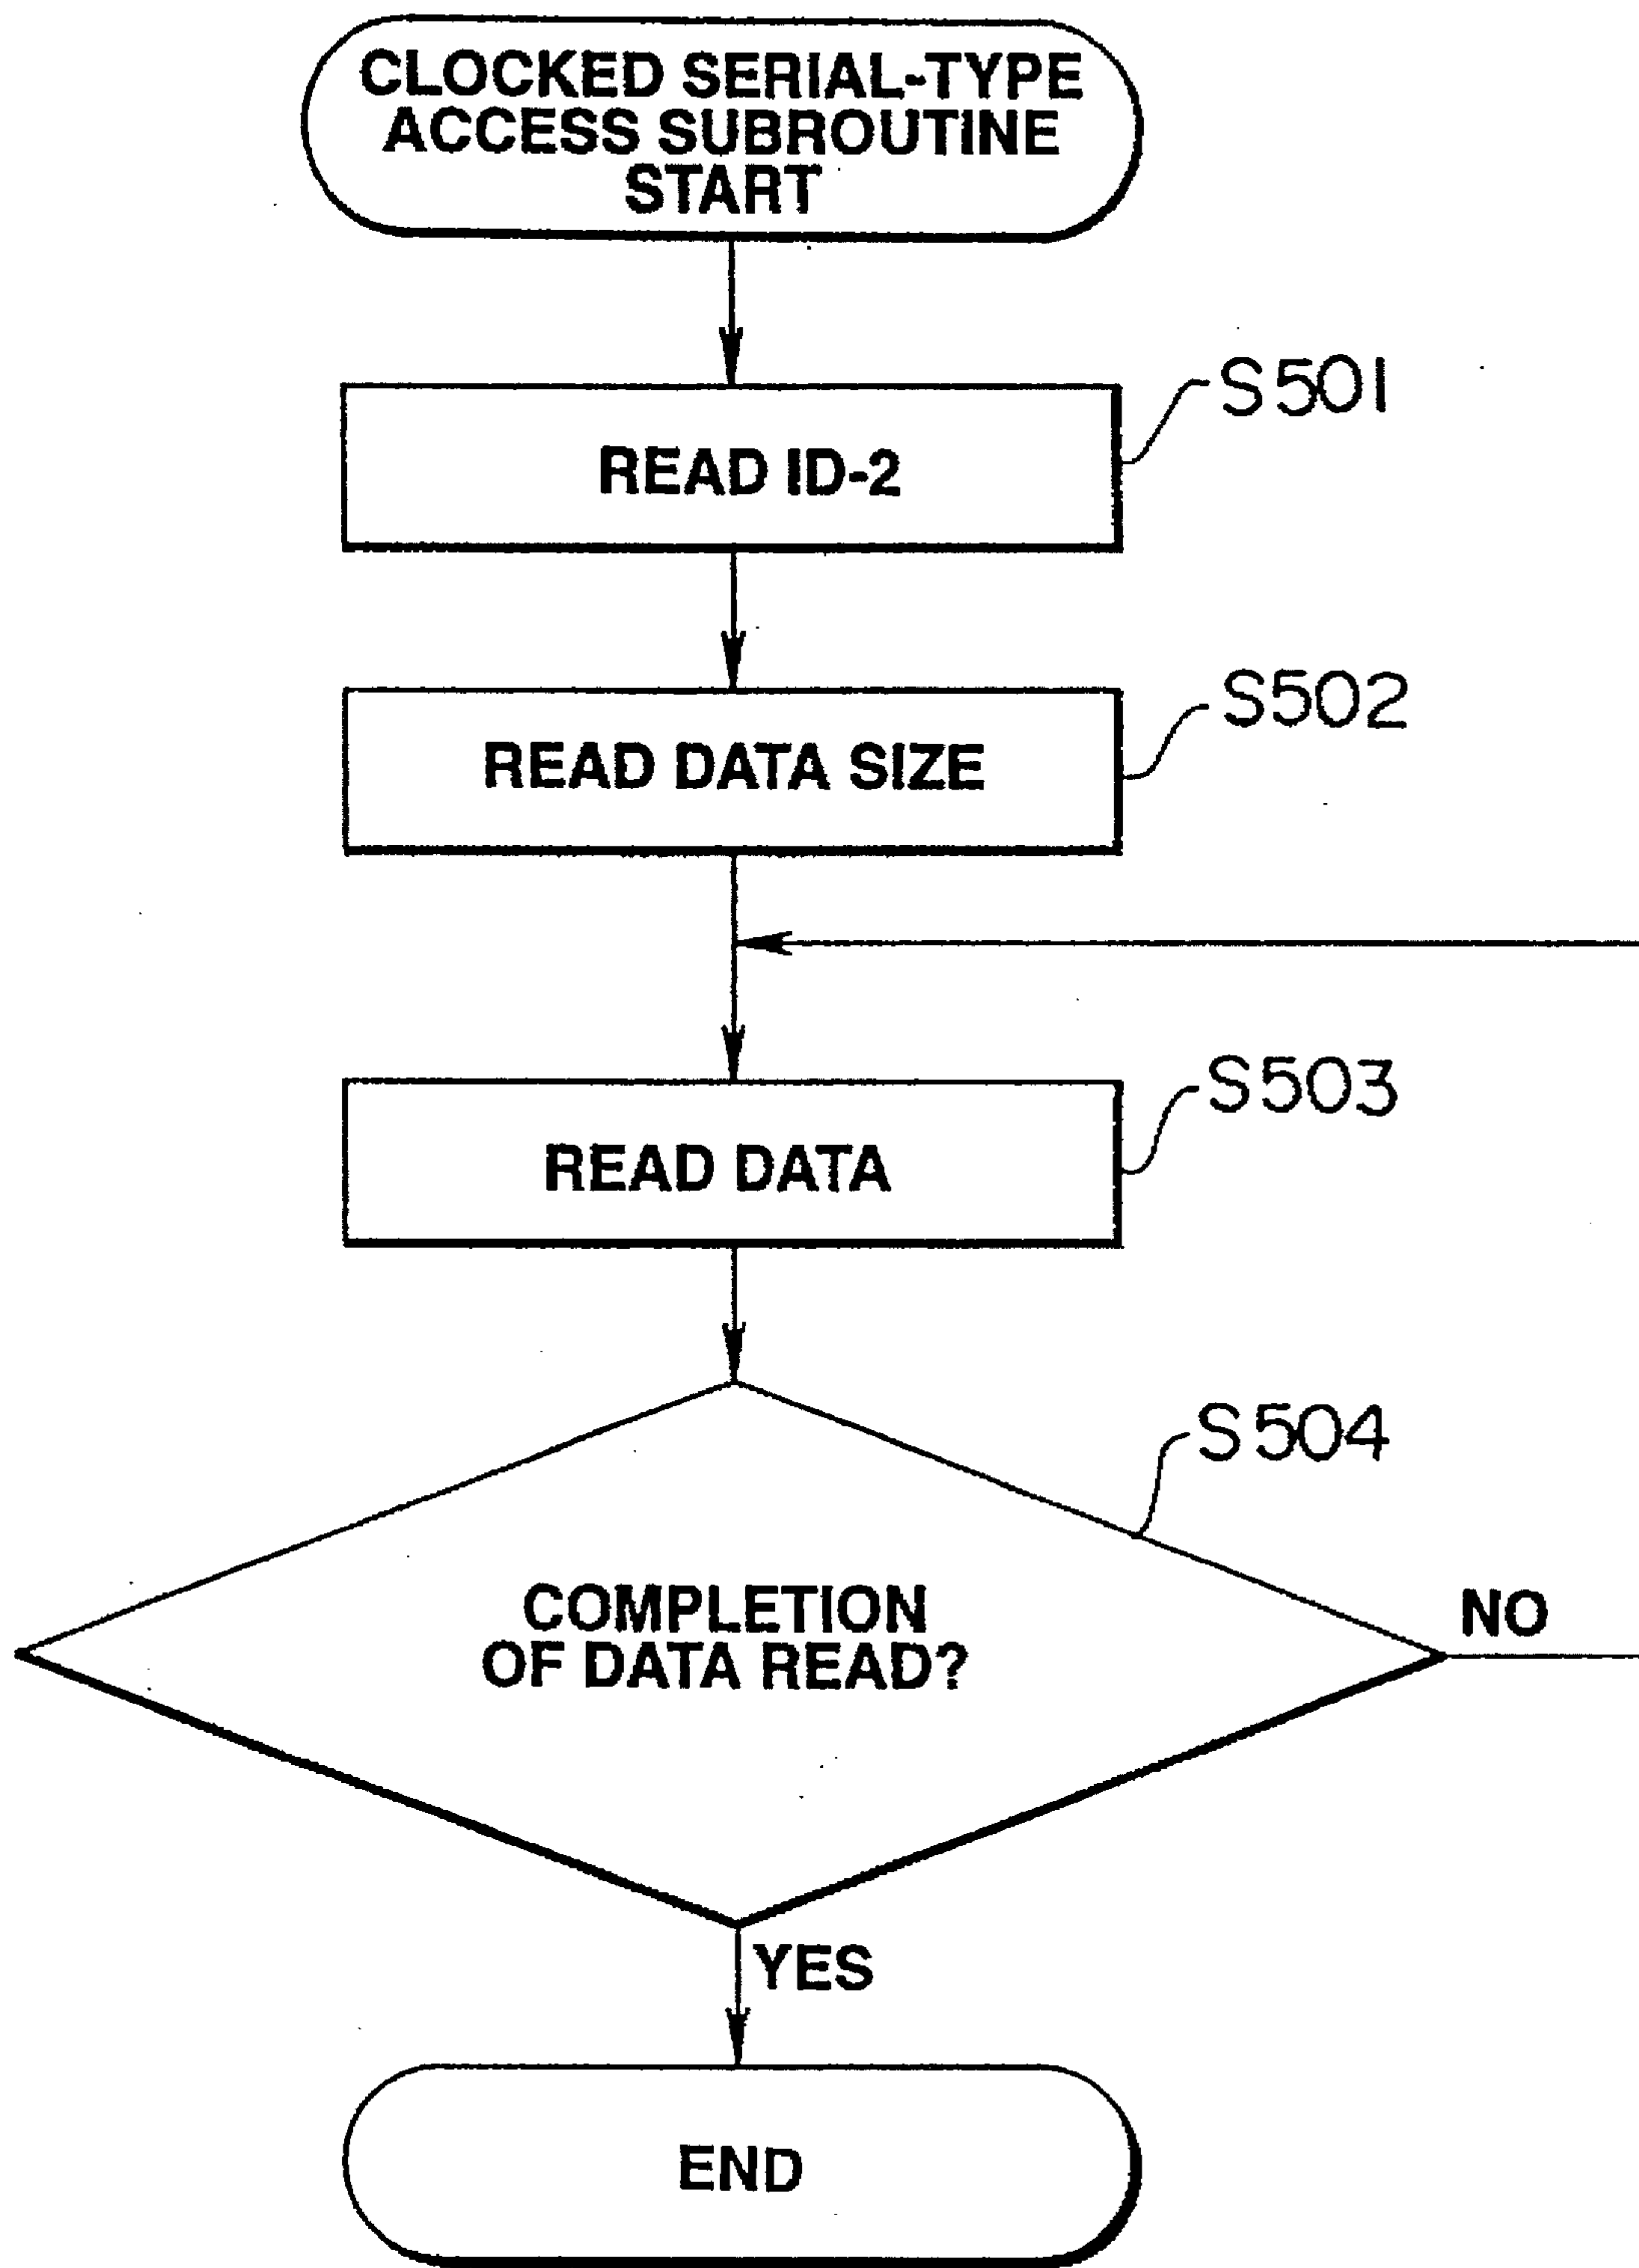 CLOCKED SERIAL-TYPE
ACCESS SUBROUTINE
START
S501
READ ID-2
S502
READ DATA SIZE
S503
READ DATA
S504
COMPLETION
OF DATA READ?
NO
YES
END